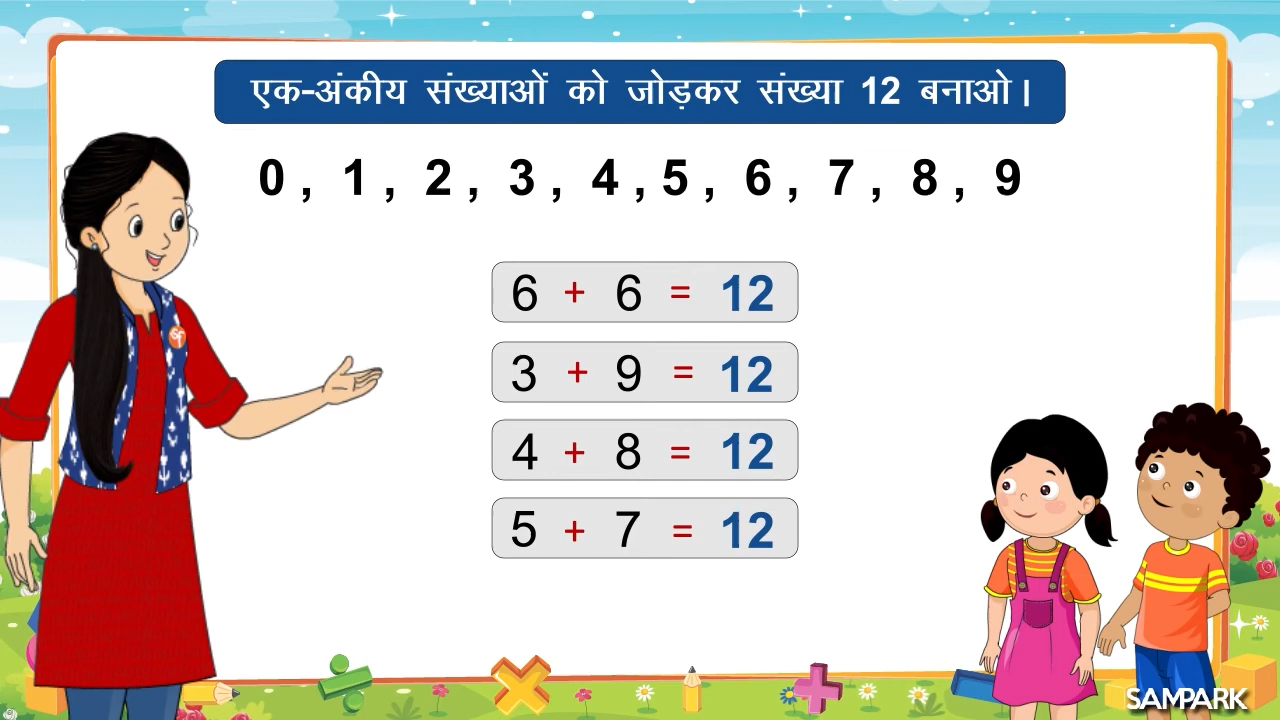 एक-अंकीय संख्याओं को जोड़कर संख्या 12 बनाओ।
0 , 1 , 2 , 3 , 4 , 5 , 6 , 7 , 8 , 9
6 + 6 = 12
3 + 9 = 12
4 + 8 = 12
5 + 7 = 12
SAMPARK